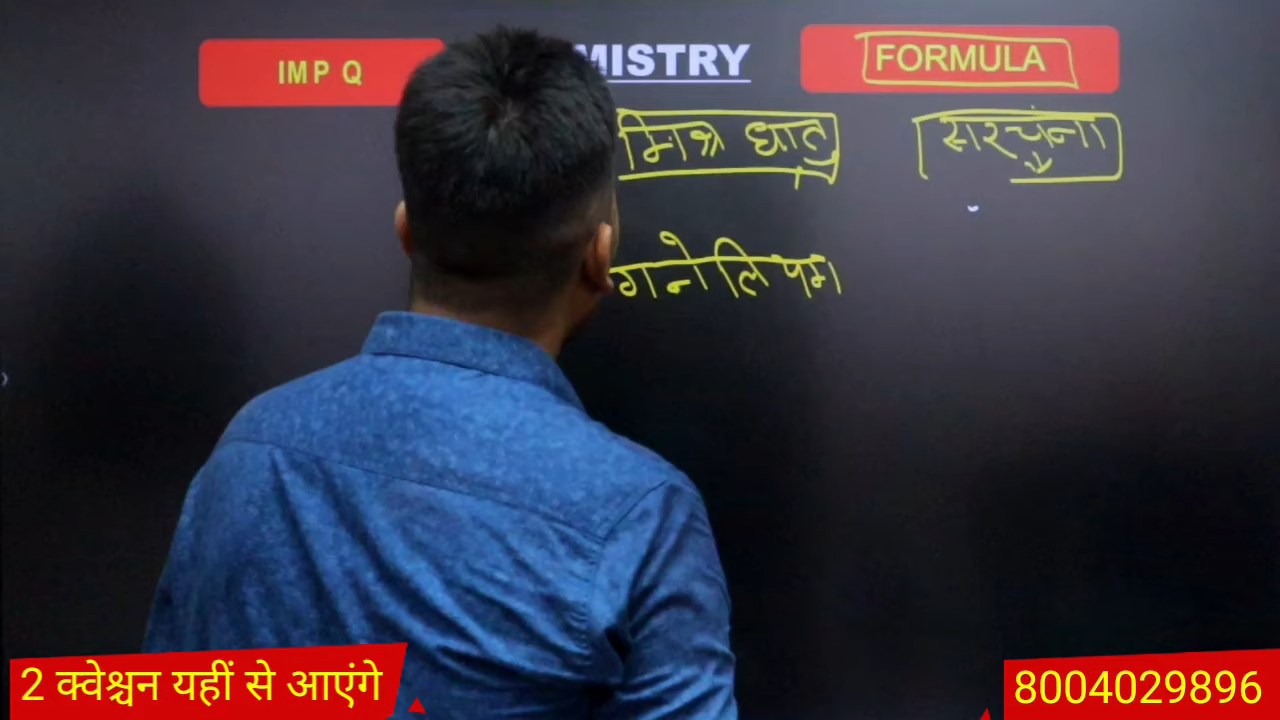 IMP Q
MISTRY
FORMULA
मिश्र धातु
संरचना
गनेलियम
2 क्वेश्चन यहीं से आएंगे
8004029896